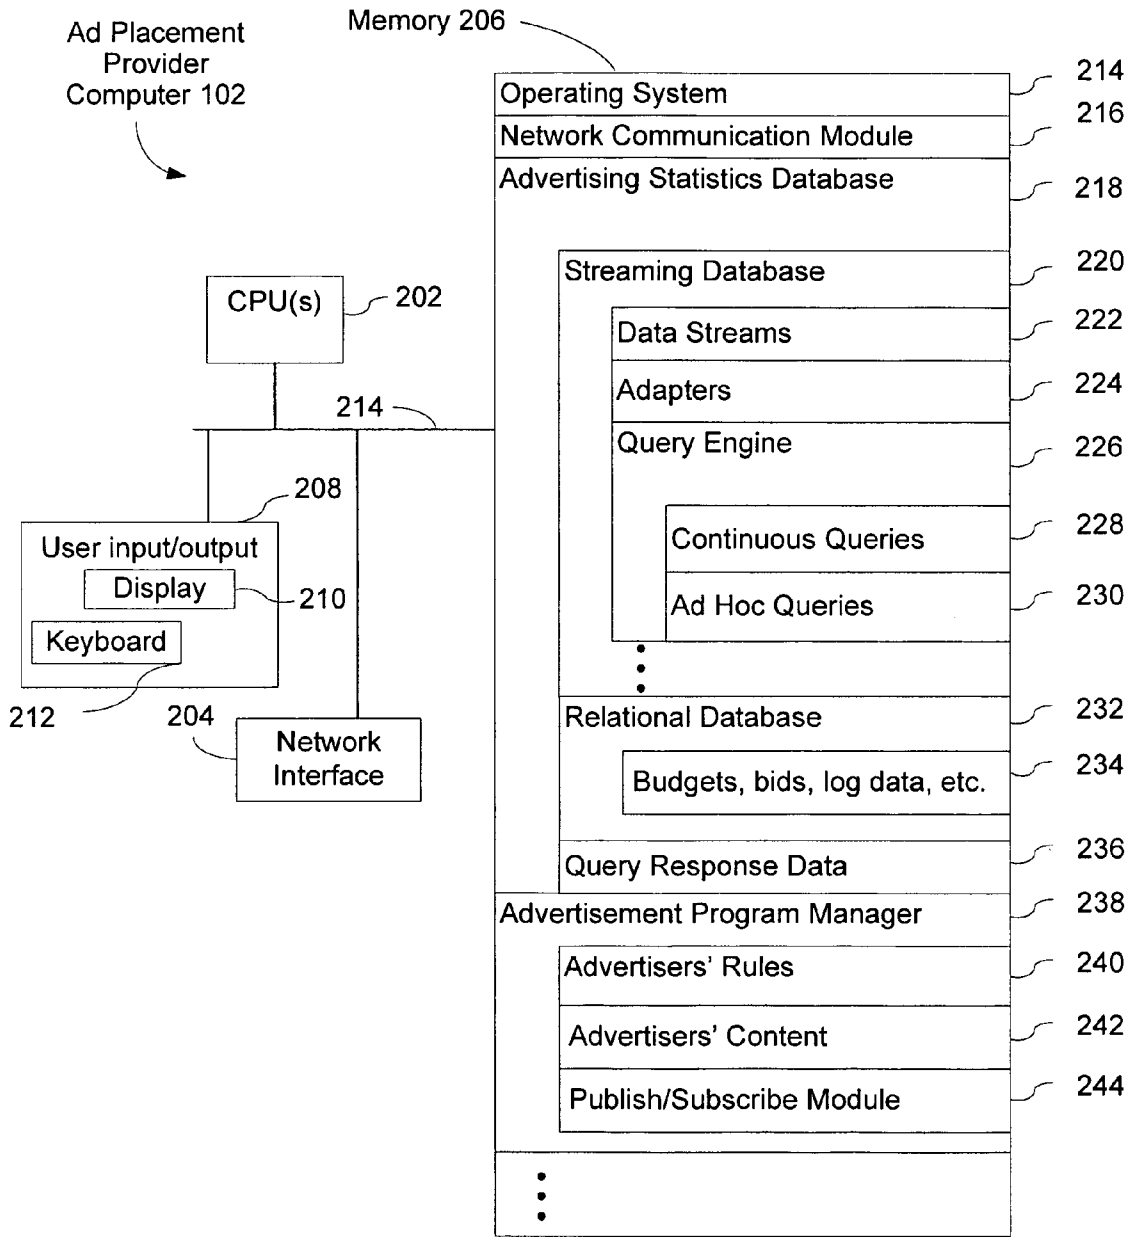 Ad Placement
Provider
Computer 102
Memory 206
Operating System
214
Network Communication Module
216
Advertising Statistics Database
218
Streaming Database
220
Data Streams
222
Adapters
224
Query Engine
226
Continuous Queries
228
Ad Hoc Queries
230
Relational Database
232
Budgets, bids, log data, etc.
234
Query Response Data
236
Advertisement Program Manager
238
Advertisers' Rules
240
Advertisers' Content
242
Publish/Subscribe Module
244
CPU(s)
202
214
208
User input/output
Display
210
Keyboard
212
204
Network
Interface